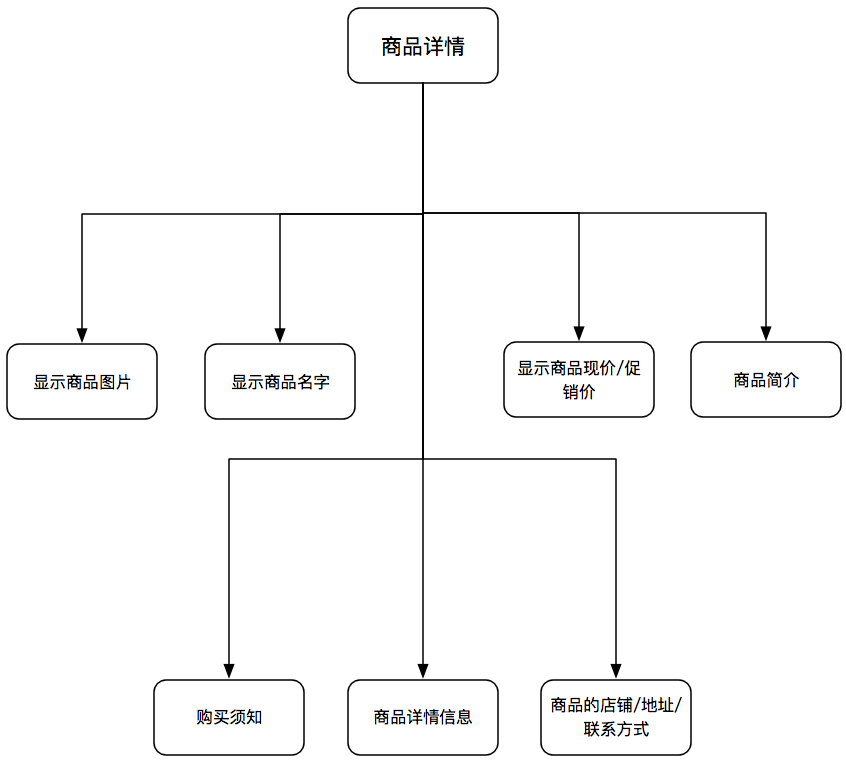 商品详情
显示商品图片
显示商品名字
显示商品现价/促
销价
商品简介
购买须知
商品详情信息
商品的店铺/地址/
联系方式